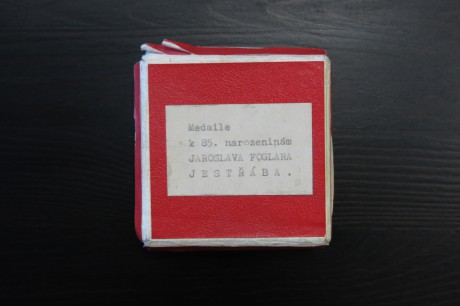 Medaile
k 85. narozeninám
JAROSLAVA FOGLARA
JESTŘÁBA.